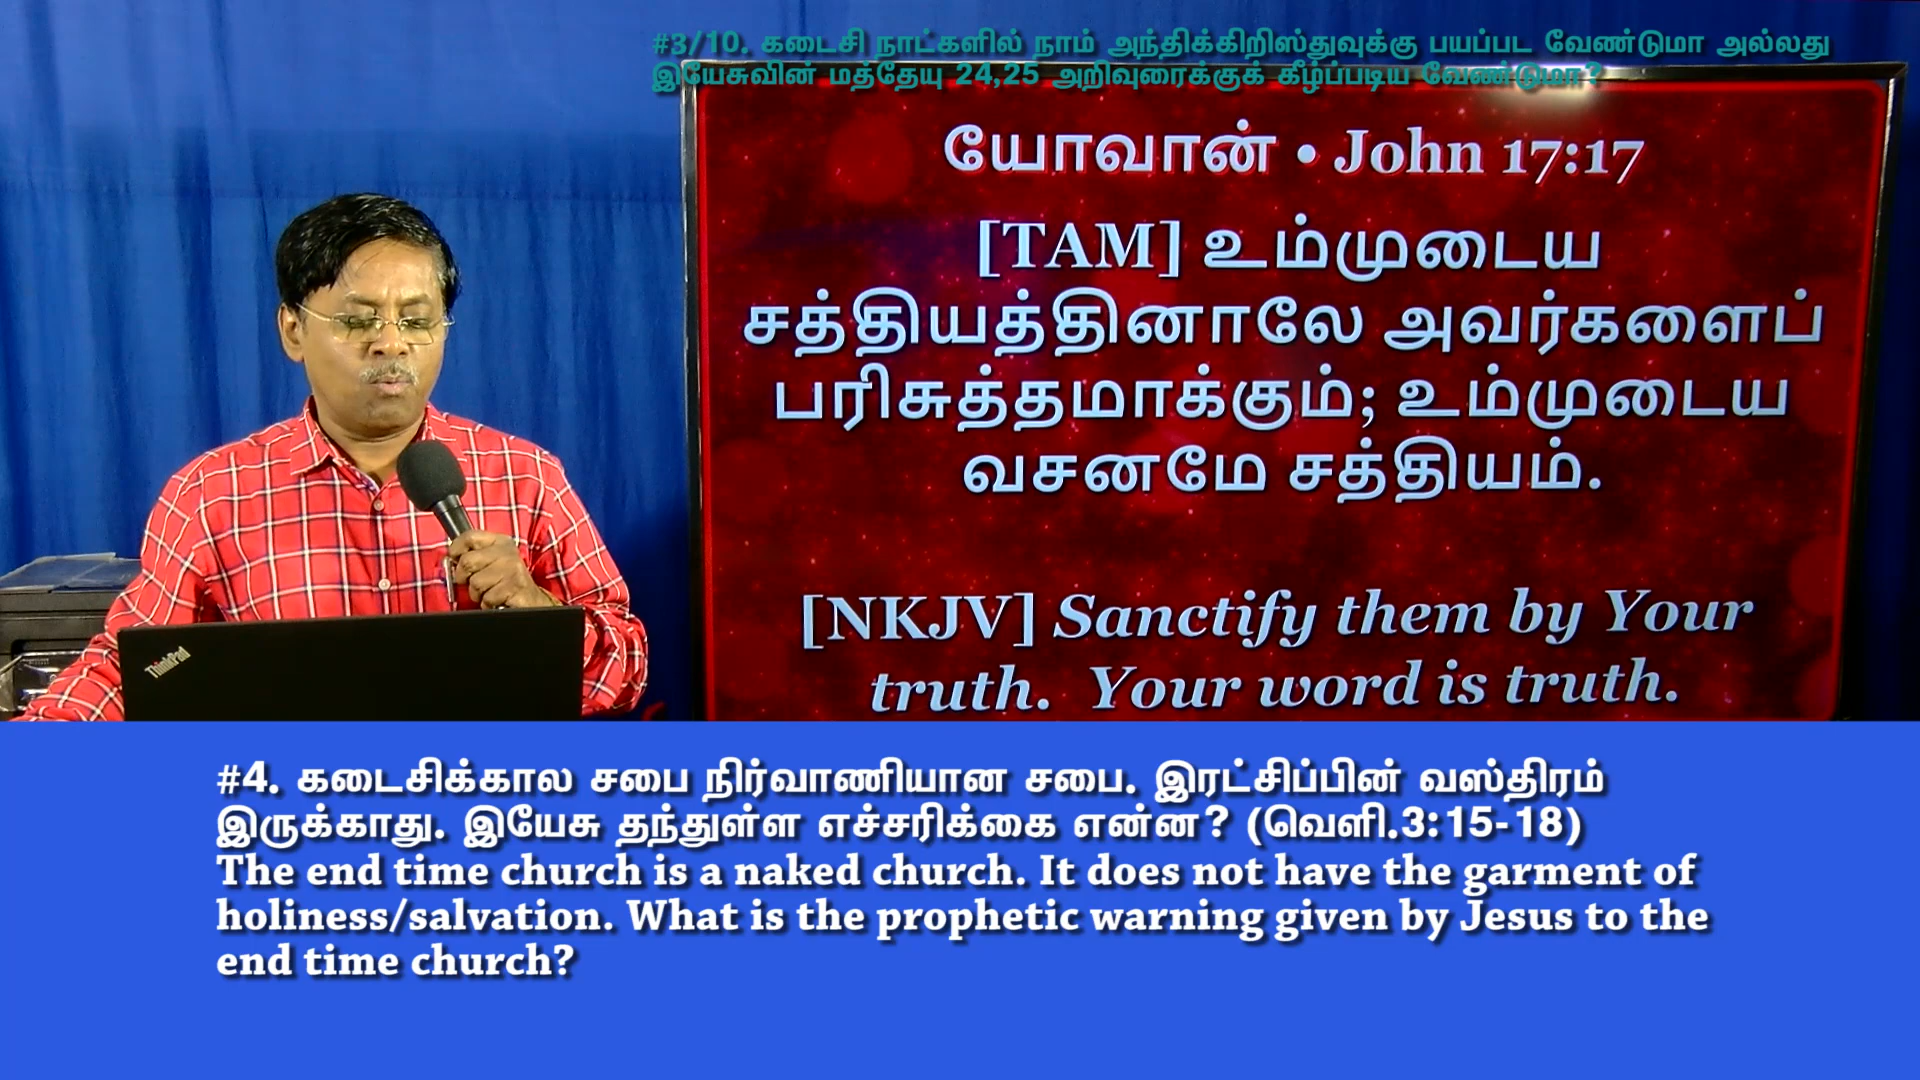 #3/10. கடைசி நாட்களில் நாம் அந்திக்கிறிஸ்துவுக்கு பயப்பட வேண்டுமா அல்லது
இயேசுவின் மத்தேயு 24,25 அறிவுரைக்குக் கீழ்ப்படிய வேண்டுமா?
யோவான் • John 17:17
[TAM] உம்முடைய
சத்தியத்தினாலே அவர்களைப்
பரிசுத்தமாக்கும்; உம்முடைய
வசனமே சத்தியம்.
[NKJV] Sanctify them by Your
truth. Your word is truth.
ThinkPad
#4. கடைசிக்கால சபை நிர்வாணியான சபை. இரட்சிப்பின் வஸ்திரம்
இருக்காது. இயேசு தந்துள்ள எச்சரிக்கை என்ன? (வெளி.3:15-18)
The end time church is a naked church. It does not have the garment of
holiness/salvation. What is the prophetic warning given by Jesus to the
end time church?